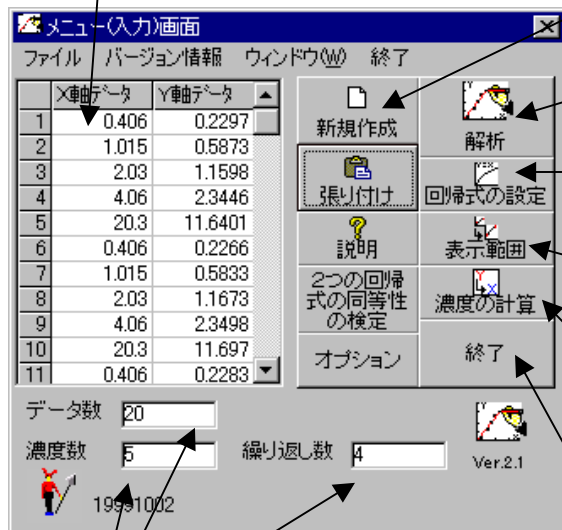 メニュー(入力)画面
ファイル バージョン情報 ウィンドウ(W) 終了
X軸データ Y軸データ
1 0.406 0.2297
2 1.015 0.5873
3 2.03 1.1598
4 4.06 2.3446
5 20.3 11.6401
6 0.406 0.2266
7 1.015 0.5833
8 2.03 1.1673
9 4.06 2.3498
10 20.3 11.697
11 0.406 0.2283
新規作成
解析
張り付け
回帰式の設定
説明
表示範囲
2つの回帰
式の同等性
の検定
濃度の計算
オプション
終了
データ数 20
濃度数 5 繰り返し数 4
Ver.2.1
19991002